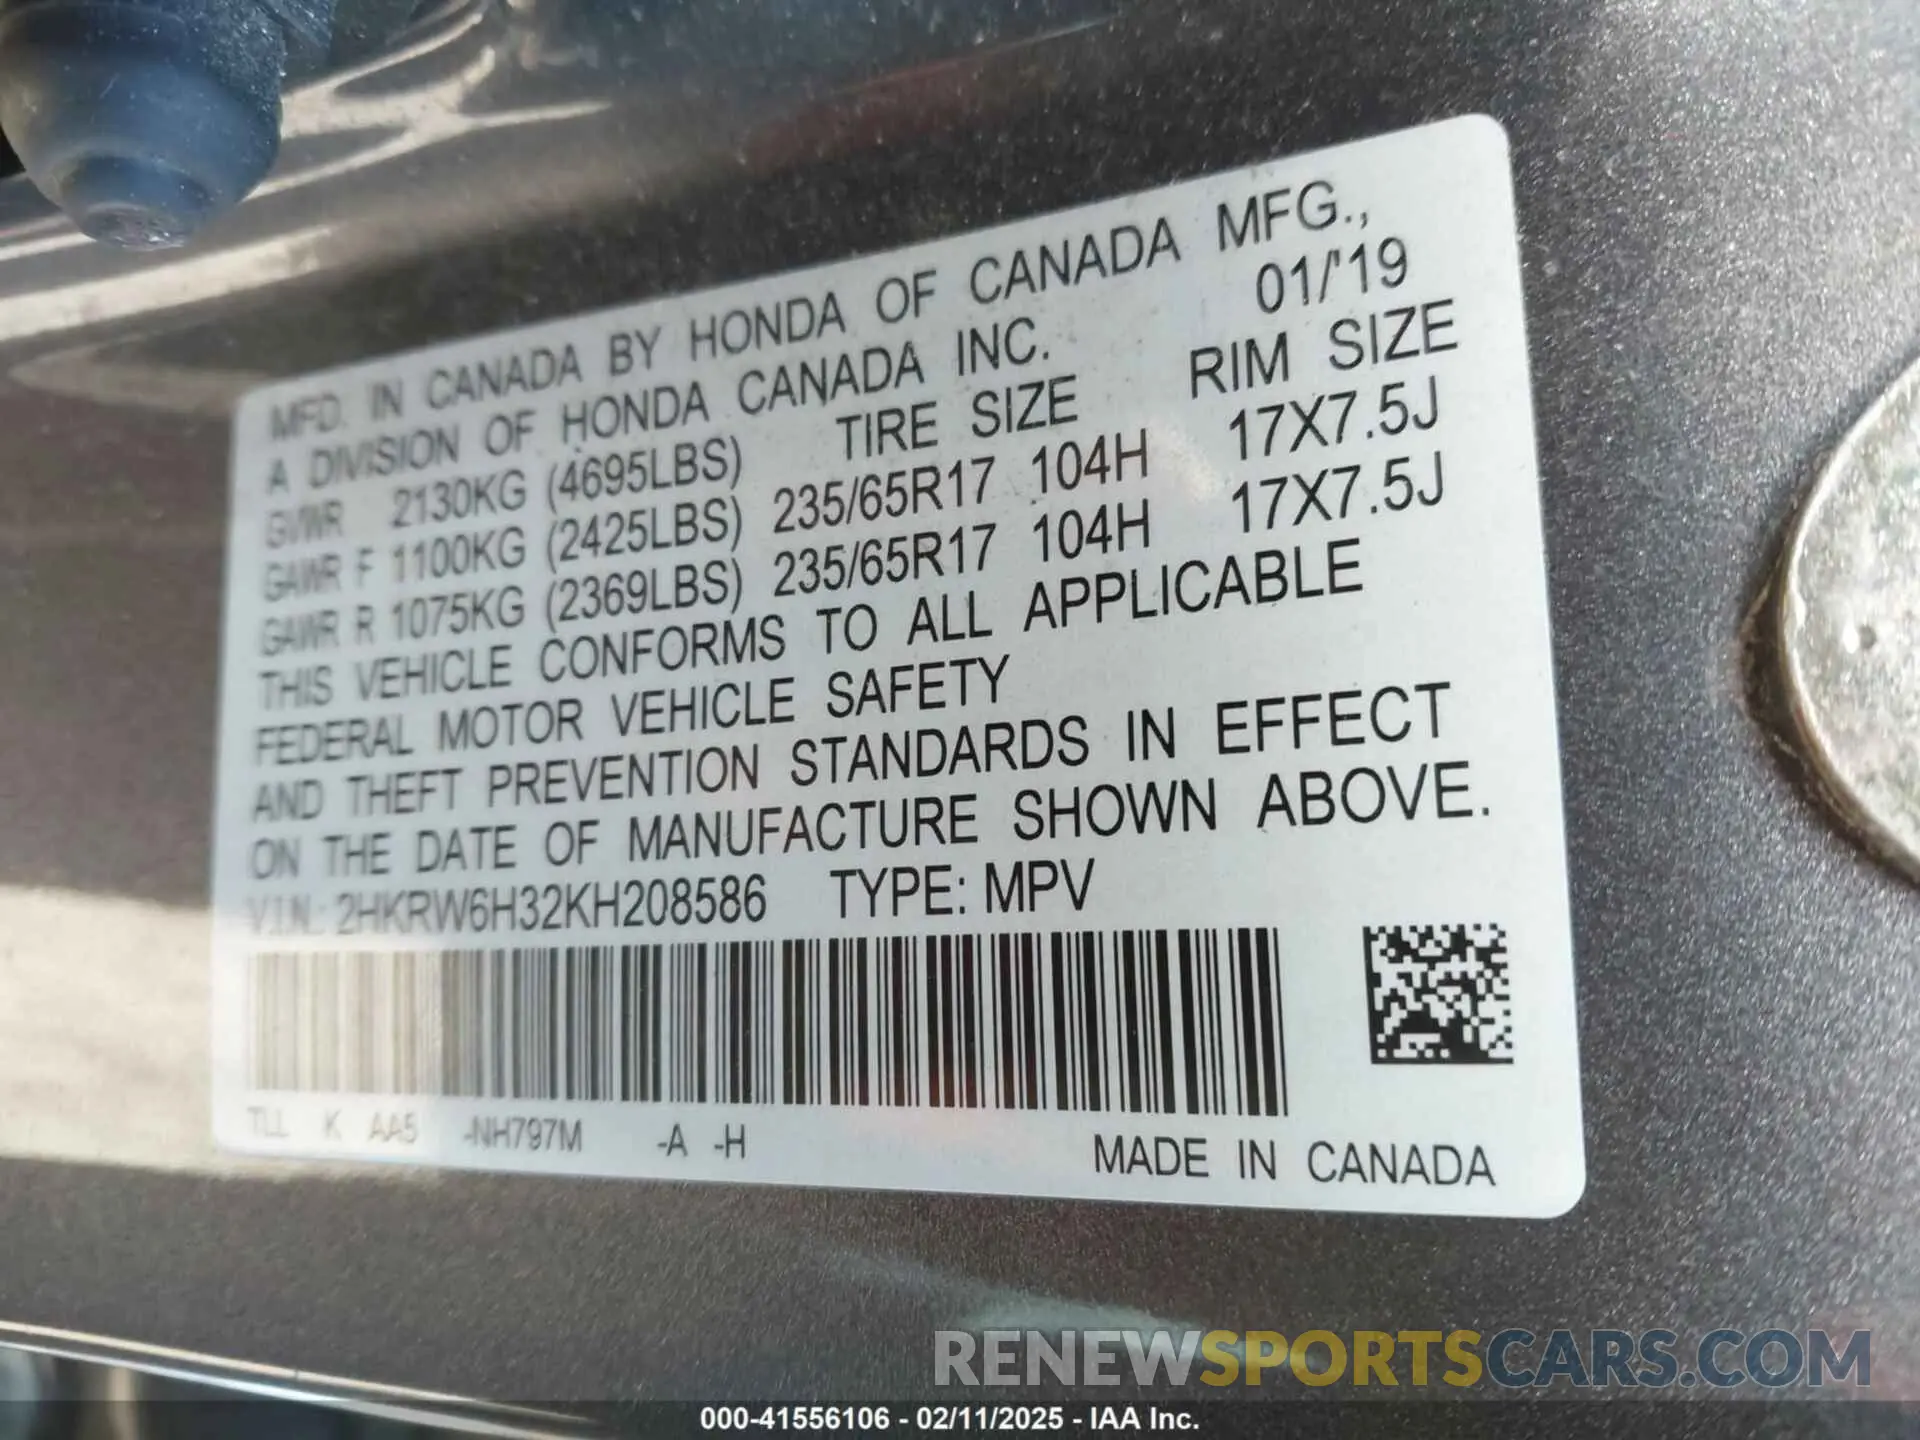 MFD. IN CANADA BY HONDA OF CANADA MFG.,
A DIVISION OF HONDA CANADA INC. 01/'19
GVWR 2130KG (4695LBS) TIRE SIZE RIM SIZE
GAWR F 1100KG (2425LBS) 235/65R17 104H 17X7.5J
GAWR R 1075KG (2369LBS) 235/65R17 104H 17X7.5J
THIS VEHICLE CONFORMS TO ALL APPLICABLE
FEDERAL MOTOR VEHICLE SAFETY
AND THEFT PREVENTION STANDARDS IN EFFECT
ON THE DATE OF MANUFACTURE SHOWN ABOVE.
V.I.N.: 2HKRW6H32KH208586 TYPE: MPV
TLL K AA5 -NH797M -A -H
MADE IN CANADA
RENEWSPORTSCARS.COM
000-41556106 - 02/11/2025 - IAA Inc.